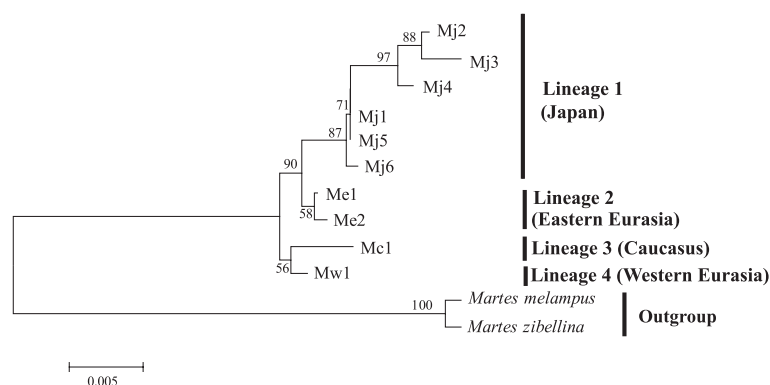 Mj2
88
Mj3
97
Mj4
Lineage 1
(Japan)
71
Mj1
87
Mj5
Mj6
90
Me1
58
Me2
Lineage 2
(Eastern Eurasia)
Mc1
Lineage 3 (Caucasus)
56
Mw1
Lineage 4 (Western Eurasia)
100
Martes melampus
Martes zibellina
Outgroup
0.005